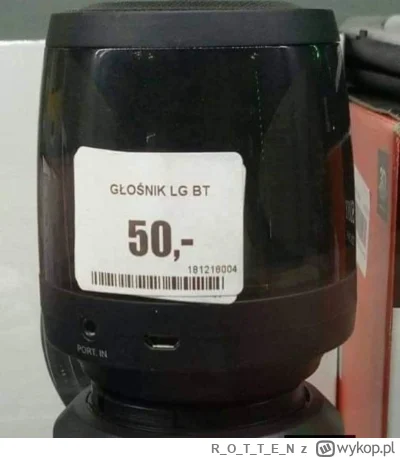 GŁOŚNIK LG BT
50,-
181216004
PORT. IN
R_O_T_T_E_N z wykop.pl